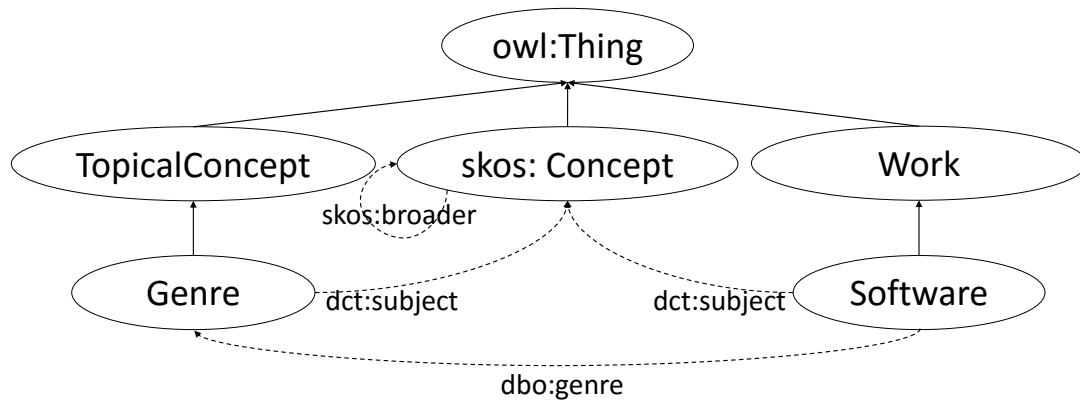 owl:Thing
TopicalConcept
skos: Concept
Work
skos:broader
Genre
dct:subject
dct:subject
Software
dbo:genre